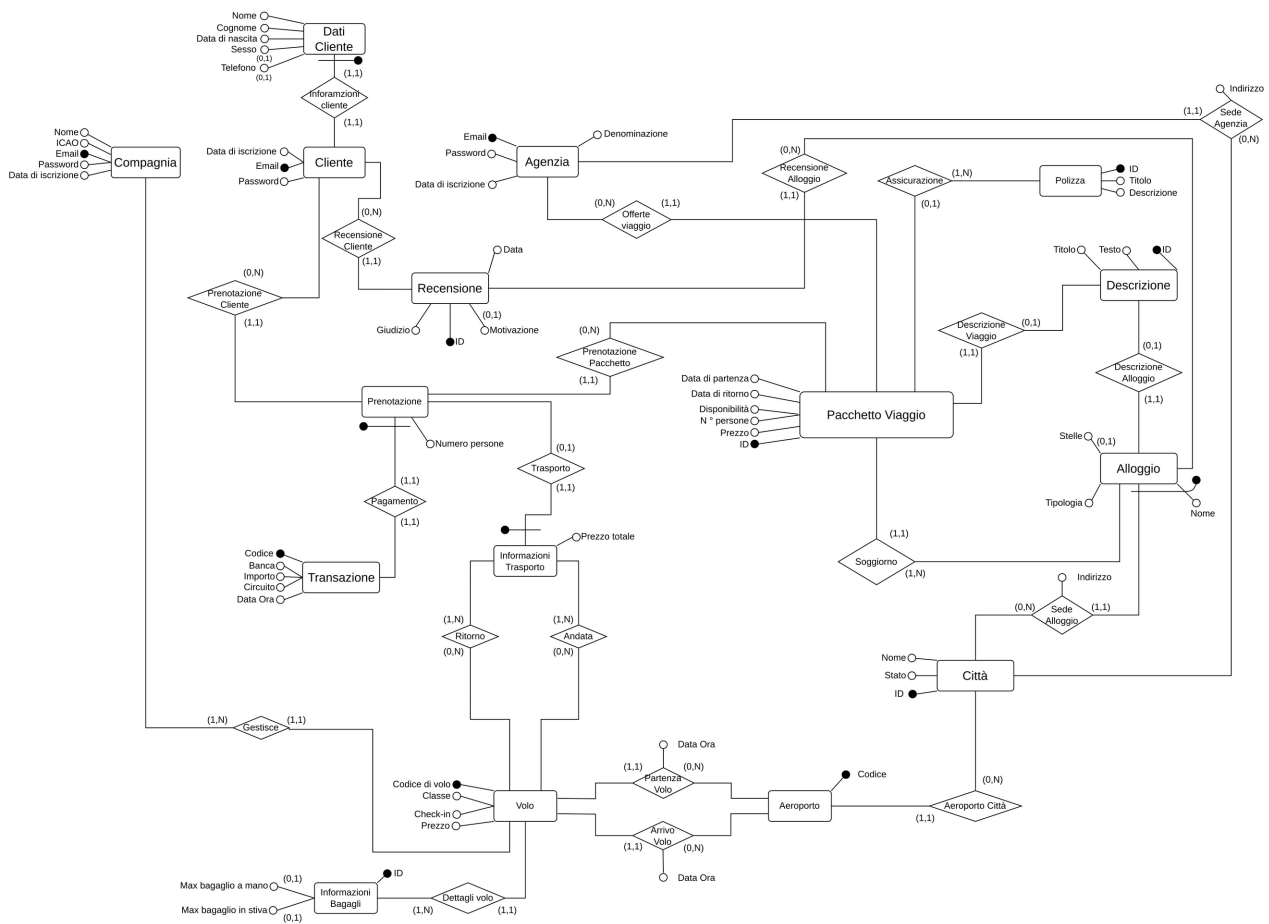 Nome
Cognome
Data di nascita
Sesso
(0,1)
Telefono
(0,1)
Dati
Cliente
(1,1)
Inforamzioni
cliente
(1,1)
Nome
ICAO
Email
Password
Data di iscrizione
Compagnia
Data di iscrizione
Email
Password
Cliente
Email
Password
Data di iscrizione
Denominazione
Agenzia
Indirizzo
(1,1)
Sede
Agenzia
(0,N)
(0,N)
Recensione
Alloggio
(1,1)
Assicurazione
(1,N)
(0,1)
Polizza
ID
Titolo
Descrizione
(0,N)
Offerte
viaggio
(1,1)
(0,N)
Recensione
Cliente
(1,1)
Data
Recensione
Giudizio
(0,1)
Motivazione
ID
Titolo
Testo
ID
Descrizione
(0,N)
Prenotazione
Cliente
(1,1)
(0,1)
Descrizione
Viaggio
(1,1)
(0,N)
Prenotazione
Pacchetto
(1,1)
(0,1)
Descrizione
Alloggio
(1,1)
Data di partenza
Data di ritorno
Disponibilità
N ° persone
Prezzo
ID
Pacchetto Viaggio
Prenotazione
Numero persone
(0,1)
Trasporto
(1,1)
Stelle
(0,1)
Alloggio
Tipologia
Nome
(1,1)
Pagamento
(1,1)
Codice
Banca
Importo
Circuito
Data Ora
Transazione
Prezzo totale
Informazioni
Trasporto
(1,1)
Soggiorno
(1,N)
Indirizzo
(0,N)
Sede
Alloggio
(1,1)
(1,N)
Ritorno
(0,N)
(1,N)
Andata
(0,N)
Nome
Stato
ID
Città
(1,N)
Gestisce
(1,1)
Data Ora
(1,1)
Partenza
Volo
(0,N)
Codice di volo
Classe
Check-in
Prezzo
Volo
Codice
Aeroporto
(0,N)
Aeroporto Città
(1,1)
Arrivo
Volo
(1,1)
(0,N)
Data Ora
ID
Max bagaglio a mano
(0,1)
Max bagaglio in stiva
(0,1)
Informazioni
Bagagli
(1,N)
Dettagli volo
(1,1)